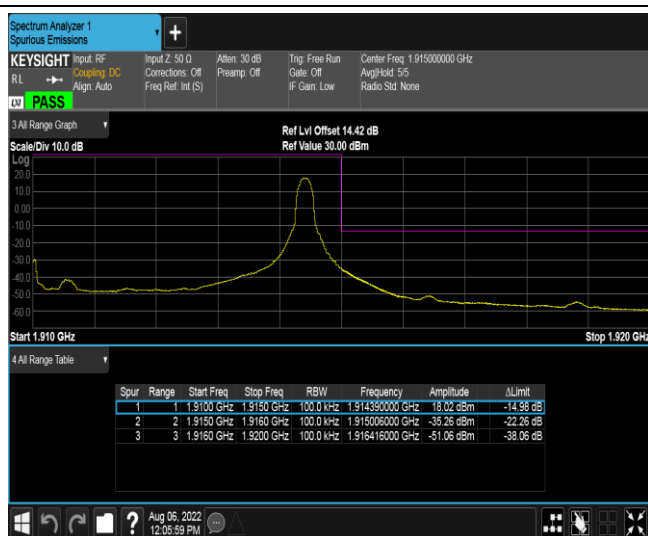 Spectrum Analyzer 1
Spurious Emissions
+
KEYSIGHT Input: RF Input Z: 50 Ω Atten: 30 dB Trig: Free Run Center Freq: 1.915000000 GHz
RL Coupling: DC Corrections: Off Preamp: Off Gate: Off Avg|Hold: 5/5
Align: Auto Freq Ref: Int (S) IF Gain: Low Radio Std: None
LXI PASS
3 All Range Graph
Ref Lvl Offset 14.42 dB
Scale/Div 10.0 dB Ref Value 30.00 dBm
Log
20.0
10.0
0.00
-10.0
-20.0
-30.0
-40.0
-50.0
-60.0
Start 1.910 GHz Stop 1.920 GHz
4 All Range Table
Spur Range Start Freq Stop Freq RBW Frequency Amplitude ΔLimit
1 1 1.9100 GHz 1.9150 GHz 100.0 kHz 1.914390000 GHz 18.02 dBm -14.98 dB
2 2 1.9150 GHz 1.9160 GHz 100.0 kHz 1.915006000 GHz -35.26 dBm -22.26 dB
3 3 1.9160 GHz 1.9200 GHz 100.0 kHz 1.916416000 GHz -51.06 dBm -38.06 dB
? Aug 06, 2022
12:05:59 PM